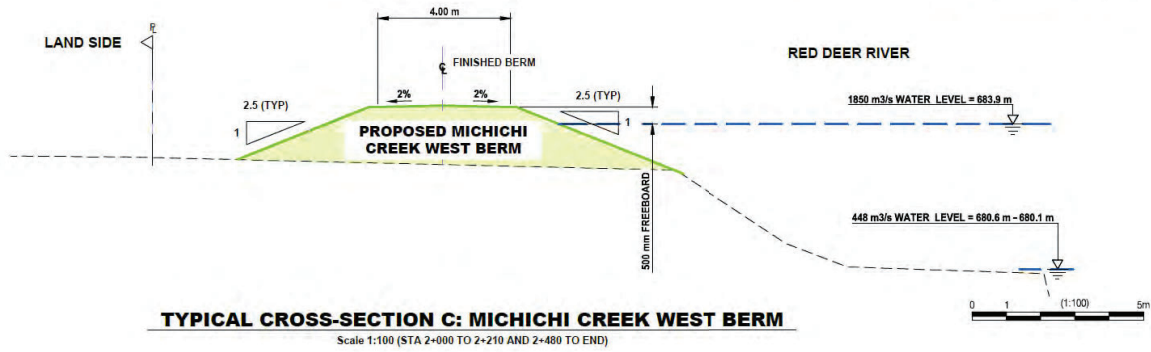 4.00 m
LAND SIDE
PL
CL FINISHED BERM
RED DEER RIVER
2.5 (TYP)
1
2%
2%
2.5 (TYP)
1
1850 m3/s WATER LEVEL = 683.9 m
PROPOSED MICHICHI
CREEK WEST BERM
500 mm FREEBOARD
448 m3/s WATER LEVEL = 680.6 m - 680.1 m
0 1 (1:100) 5m
TYPICAL CROSS-SECTION C: MICHICHI CREEK WEST BERM
Scale 1:100 (STA 2+000 TO 2+210 AND 2+480 TO END)